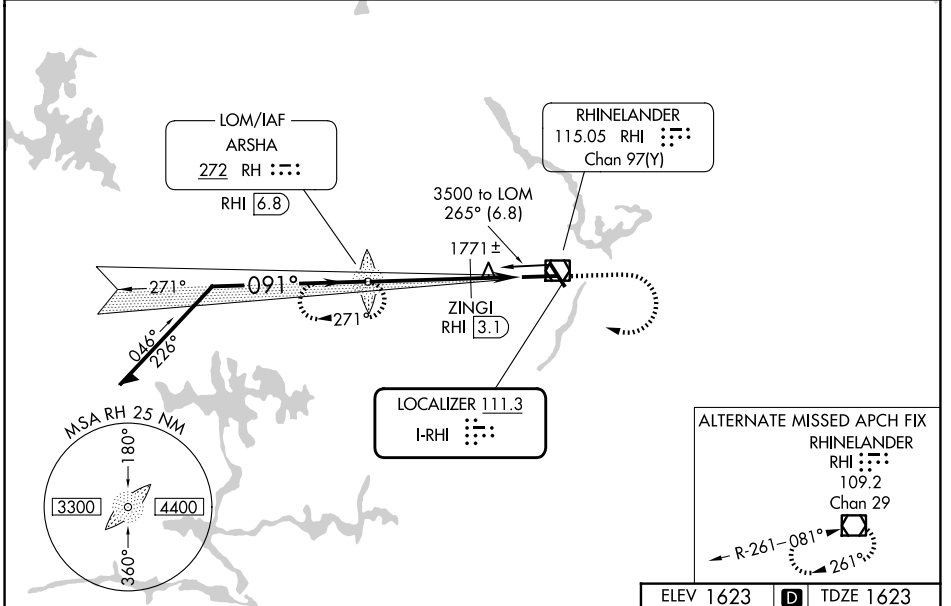 LOM/IAF
ARSHA
272 RH
RHI 6.8
RHINELANDER
115.05 RHI
Chan 97(Y)
3500 to LOM
265° (6.8)
1771 ±
271°
091°
271°
ZINGI
RHI 3.1
046°
226°
LOCALIZER 111.3
I-RHI
MSA RH 25 NM
180°
3300
4400
360°
ALTERNATE MISSED APCH FIX
RHINELANDER
RHI
109.2
Chan 29
R-261
081°
261°
ELEV 1623 D TDZE 1623